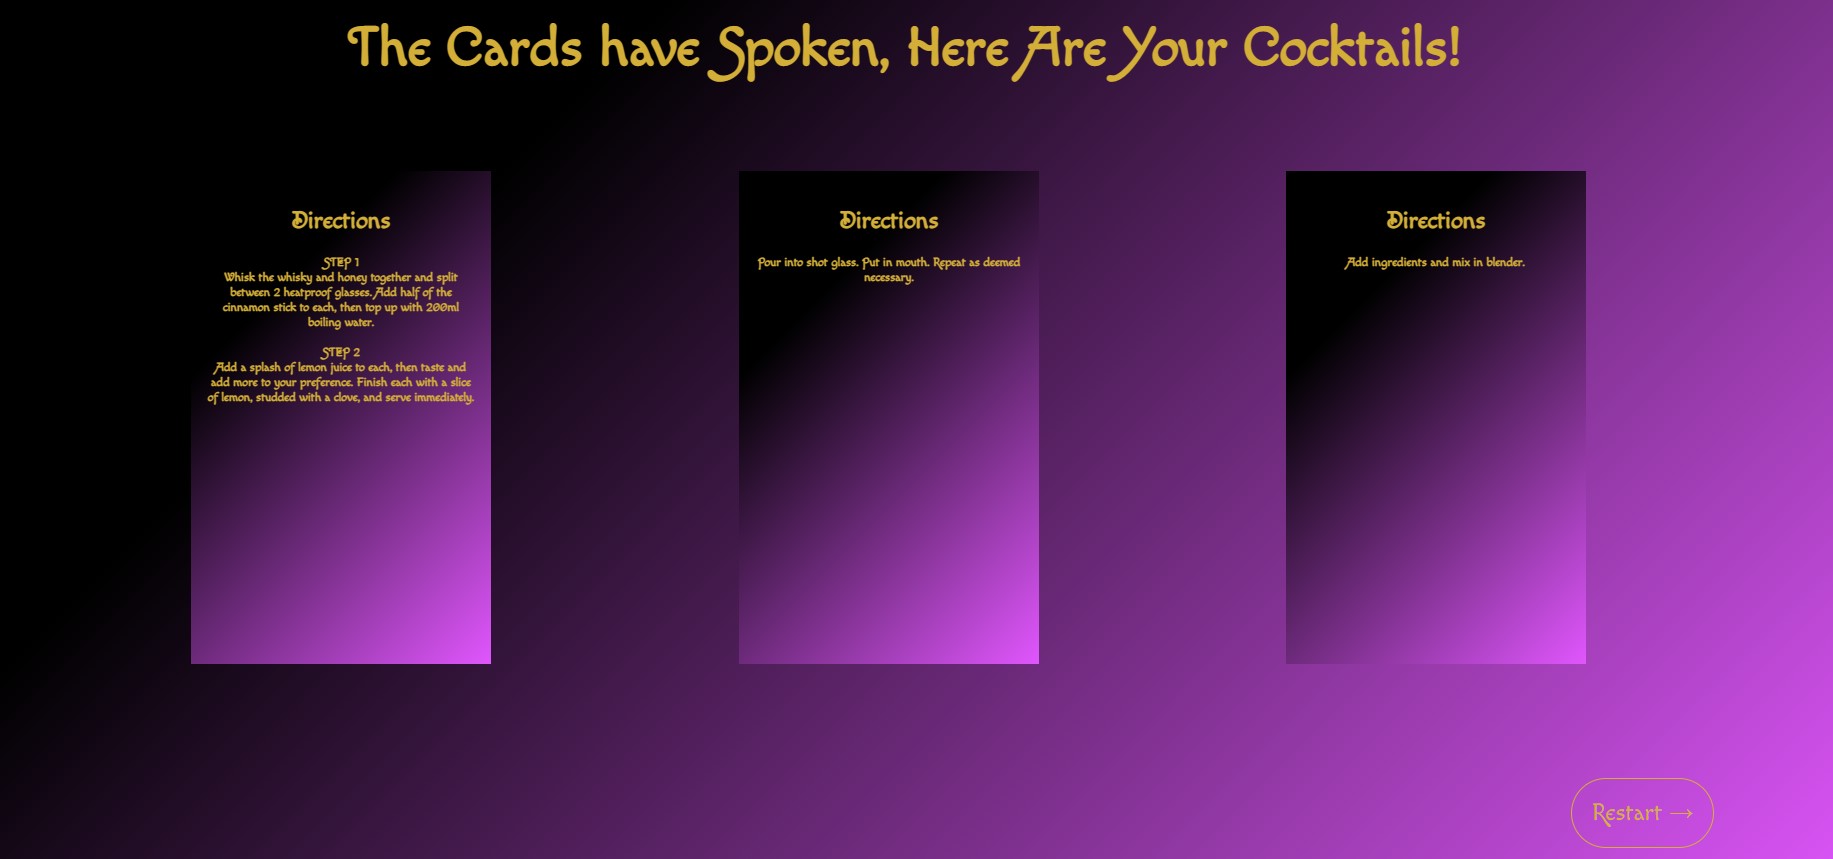 The Cards have Spoken, Here Are Your Cocktails!
Directions
STEP 1
Whisk the whisky and honey together and split
between 2 heatproof glasses. Add half of the
cinnamon stick to each, then top up with 200ml
boiling water.
STEP 2
Add a splash of lemon juice to each, then taste and
add more to your preference. Finish each with a slice
of lemon, studded with a clove, and serve immediately.
Directions
Pour into shot glass. Put in mouth. Repeat as deemed
necessary.
Directions
Add ingredients and mix in blender.
Restart →